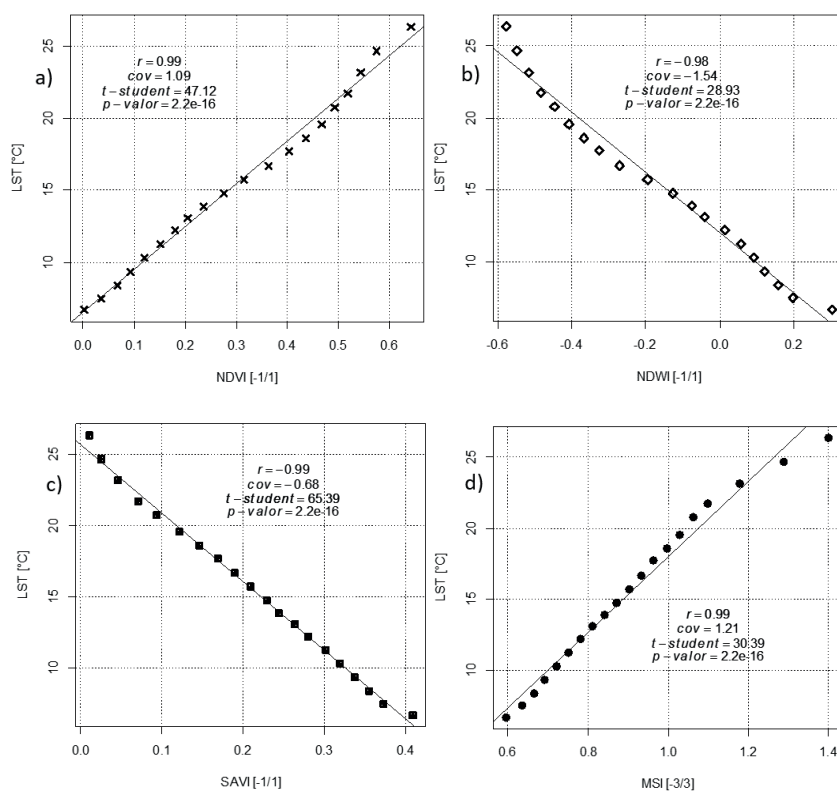 a)
r = 0.99
cov = 1.09
t−student = 47.12
p−valor = 2.2e-16
LST [°C]
25
20
15
10
0.0 0.1 0.2 0.3 0.4 0.5 0.6
NDVI [-1/1]
b)
r = −0.98
cov = −1.54
t−student = 28.93
p−valor = 2.2e-16
LST [°C]
25
20
15
10
-0.6 -0.4 -0.2 0.0 0.2
NDWI [-1/1]
c)
r = −0.99
cov = −0.68
t−student = 65.39
p−valor = 2.2e-16
LST [°C]
25
20
15
10
0.0 0.1 0.2 0.3 0.4
SAVI [-1/1]
d)
r = 0.99
cov = 1.21
t−student = 30.39
p−valor = 2.2e-16
LST [°C]
25
20
15
10
0.6 0.8 1.0 1.2 1.4
MSI [-3/3]